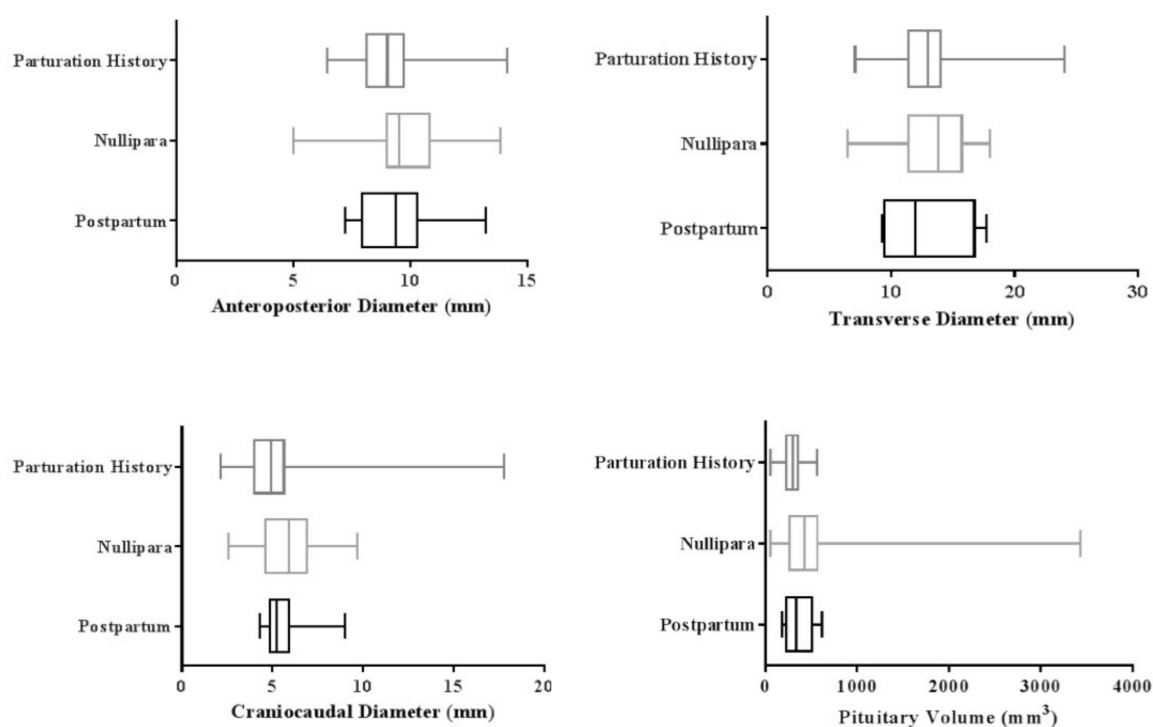 Parturation History
Nullipara
Postpartum
0 5 10 15
Anteroposterior Diameter (mm)
Parturation History
Nullipara
Postpartum
0 10 20 30
Transverse Diameter (mm)
Parturation History
Nullipara
Postpartum
0 5 10 15 20
Craniocaudal Diameter (mm)
Parturation History
Nullipara
Postpartum
0 1000 2000 3000 4000
Pituitary Volume (mm³)